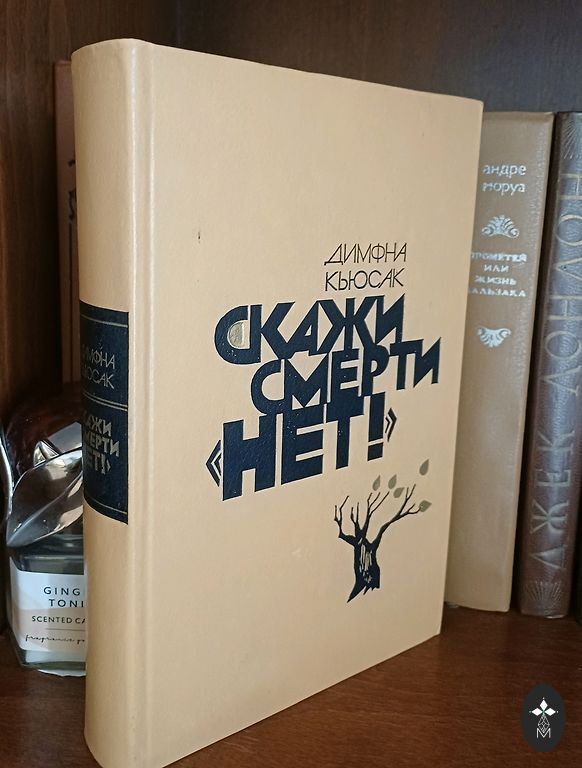 ДИМФНА
КЬЮСАК
СКАЖИ
СМЕРТИ
«НЕТ!»
ДИМФНА
КЬЮСАК
СКАЖИ
СМЕРТИ
НЕТ!»
андре
моруа
ПРОМЕТЕЙ
ИЛИ
ЖИЗНЬ
БАЛЬЗАКА
ДЖЕК ЛОНДОН
GING
TONI
SCENTED CA
M